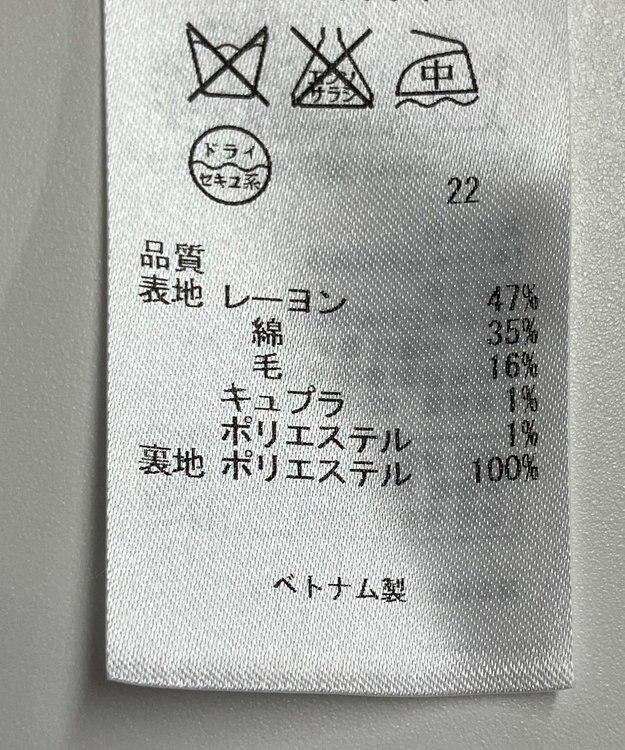 エンソ
サラシ
中
ドライ
セキユ系
22
品質
表地 レーヨン 47%
綿 35%
毛 16%
キュプラ 1%
ポリエステル 1%
裏地 ポリエステル 100%
ベトナム製